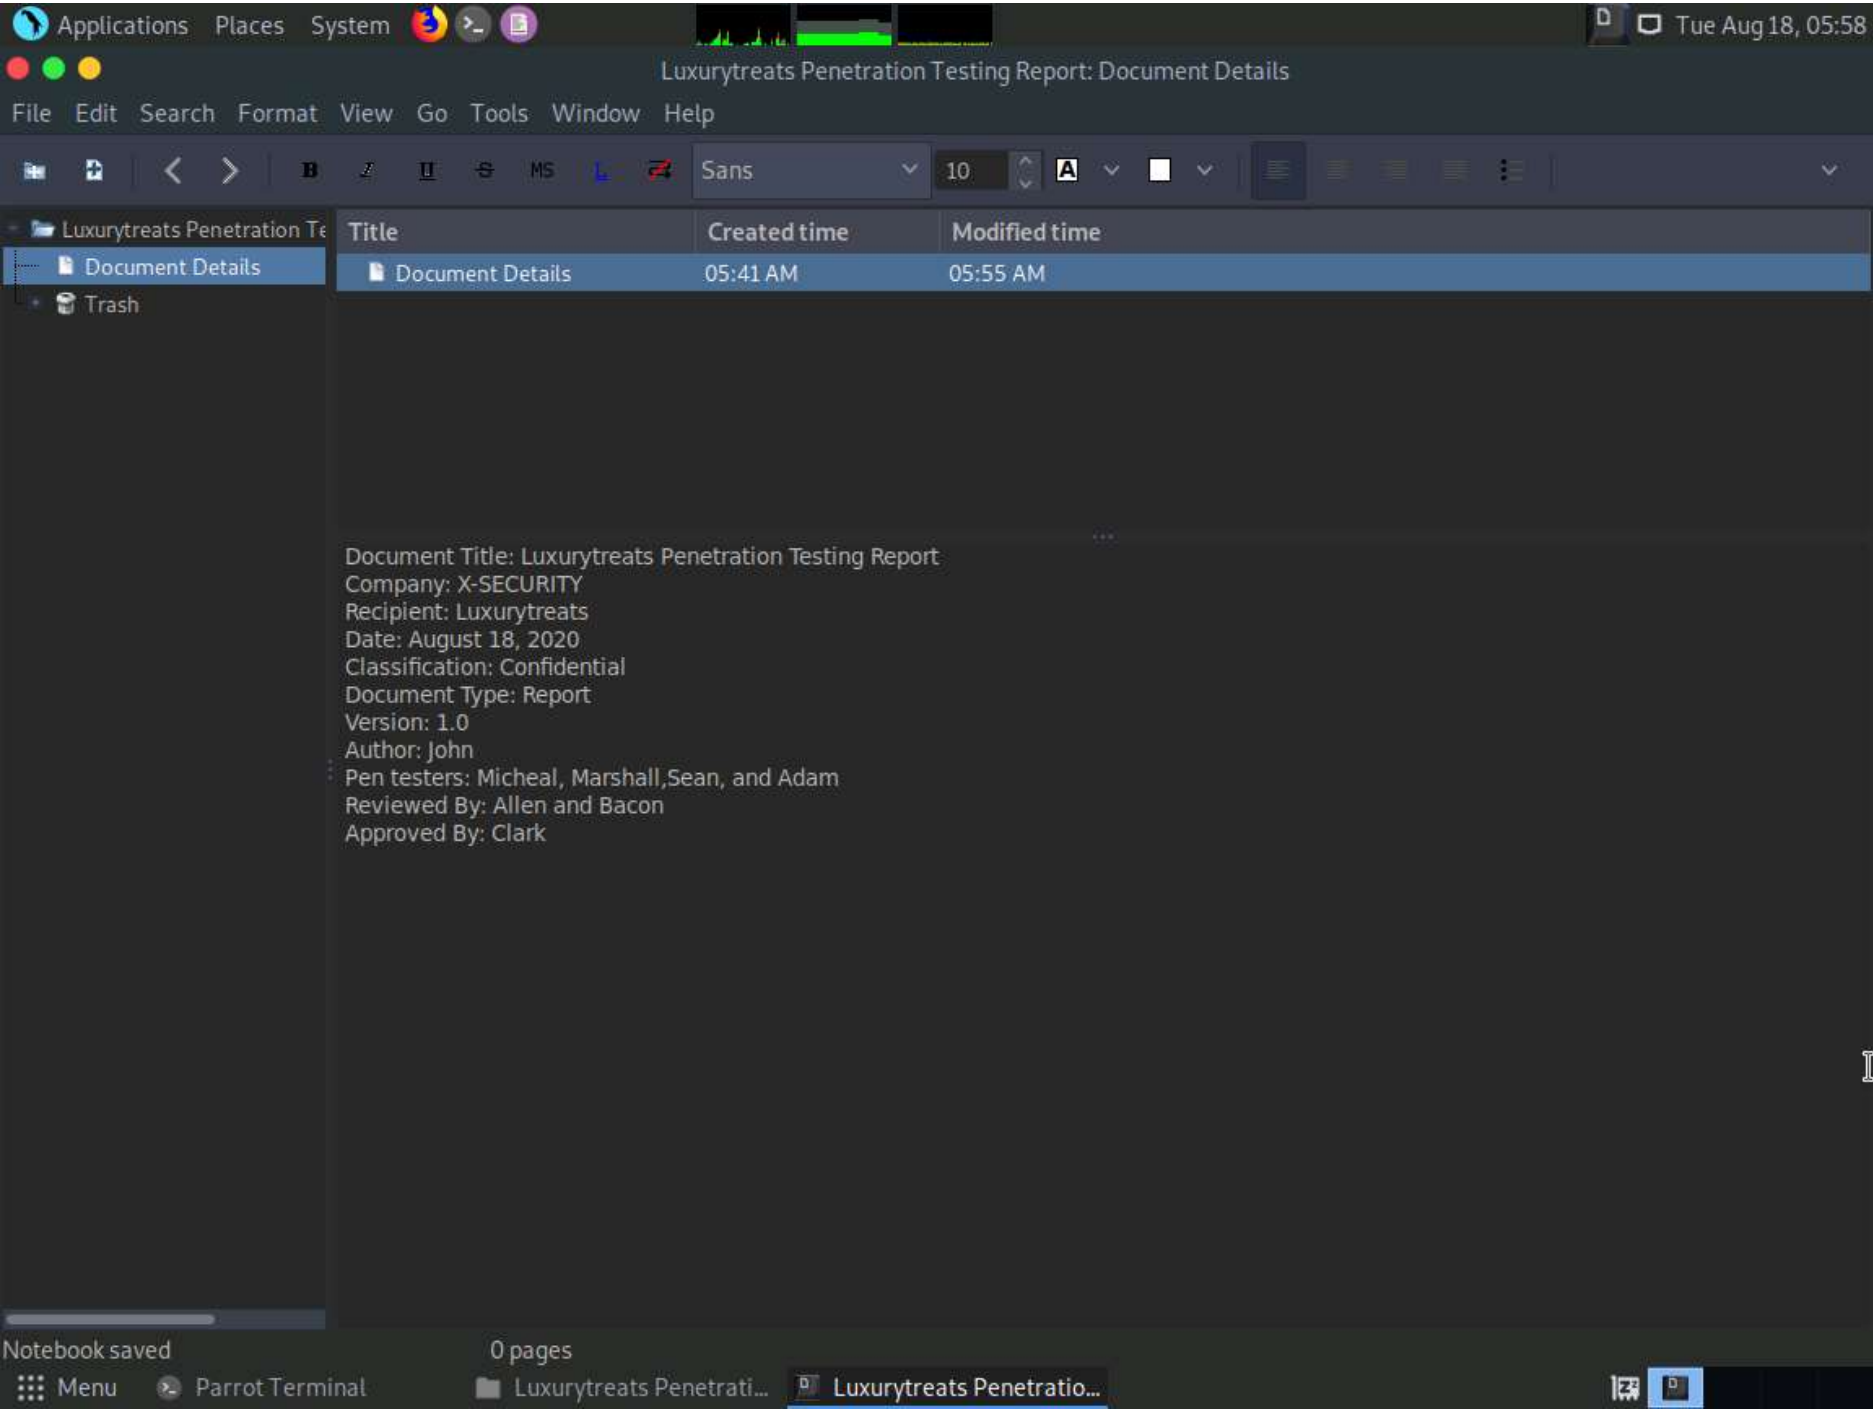 Applications Places System Tue Aug 18, 05:58
Luxurytreats Penetration Testing Report: Document Details
File Edit Search Format View Go Tools Window Help
B I U S MS L Sans 10 A
Luxurytreats Penetration Te
Title Created time Modified time
Document Details
Document Details 05:41 AM 05:55 AM
Trash
Document Title: Luxurytreats Penetration Testing Report
Company: X-SECURITY
Recipient: Luxurytreats
Date: August 18, 2020
Classification: Confidential
Document Type: Report
Version: 1.0
Author: John
Pen testers: Micheal, Marshall,Sean, and Adam
Reviewed By: Allen and Bacon
Approved By: Clark
Notebook saved 0 pages
Menu Parrot Terminal Luxurytreats Penetrati... Luxurytreats Penetratio...